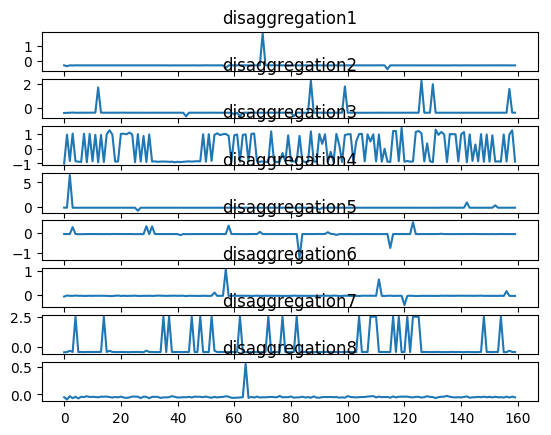 disaggregation1
1
0
disaggregation2
2
0
disaggregation3
1
0
-1
disaggregation4
5
0
disaggregation5
0
−1
disaggregation6
1
0
disaggregation7
2.5
0.0
disaggregation8
0.5
0.0
0 20 40 60 80 100 120 140 160